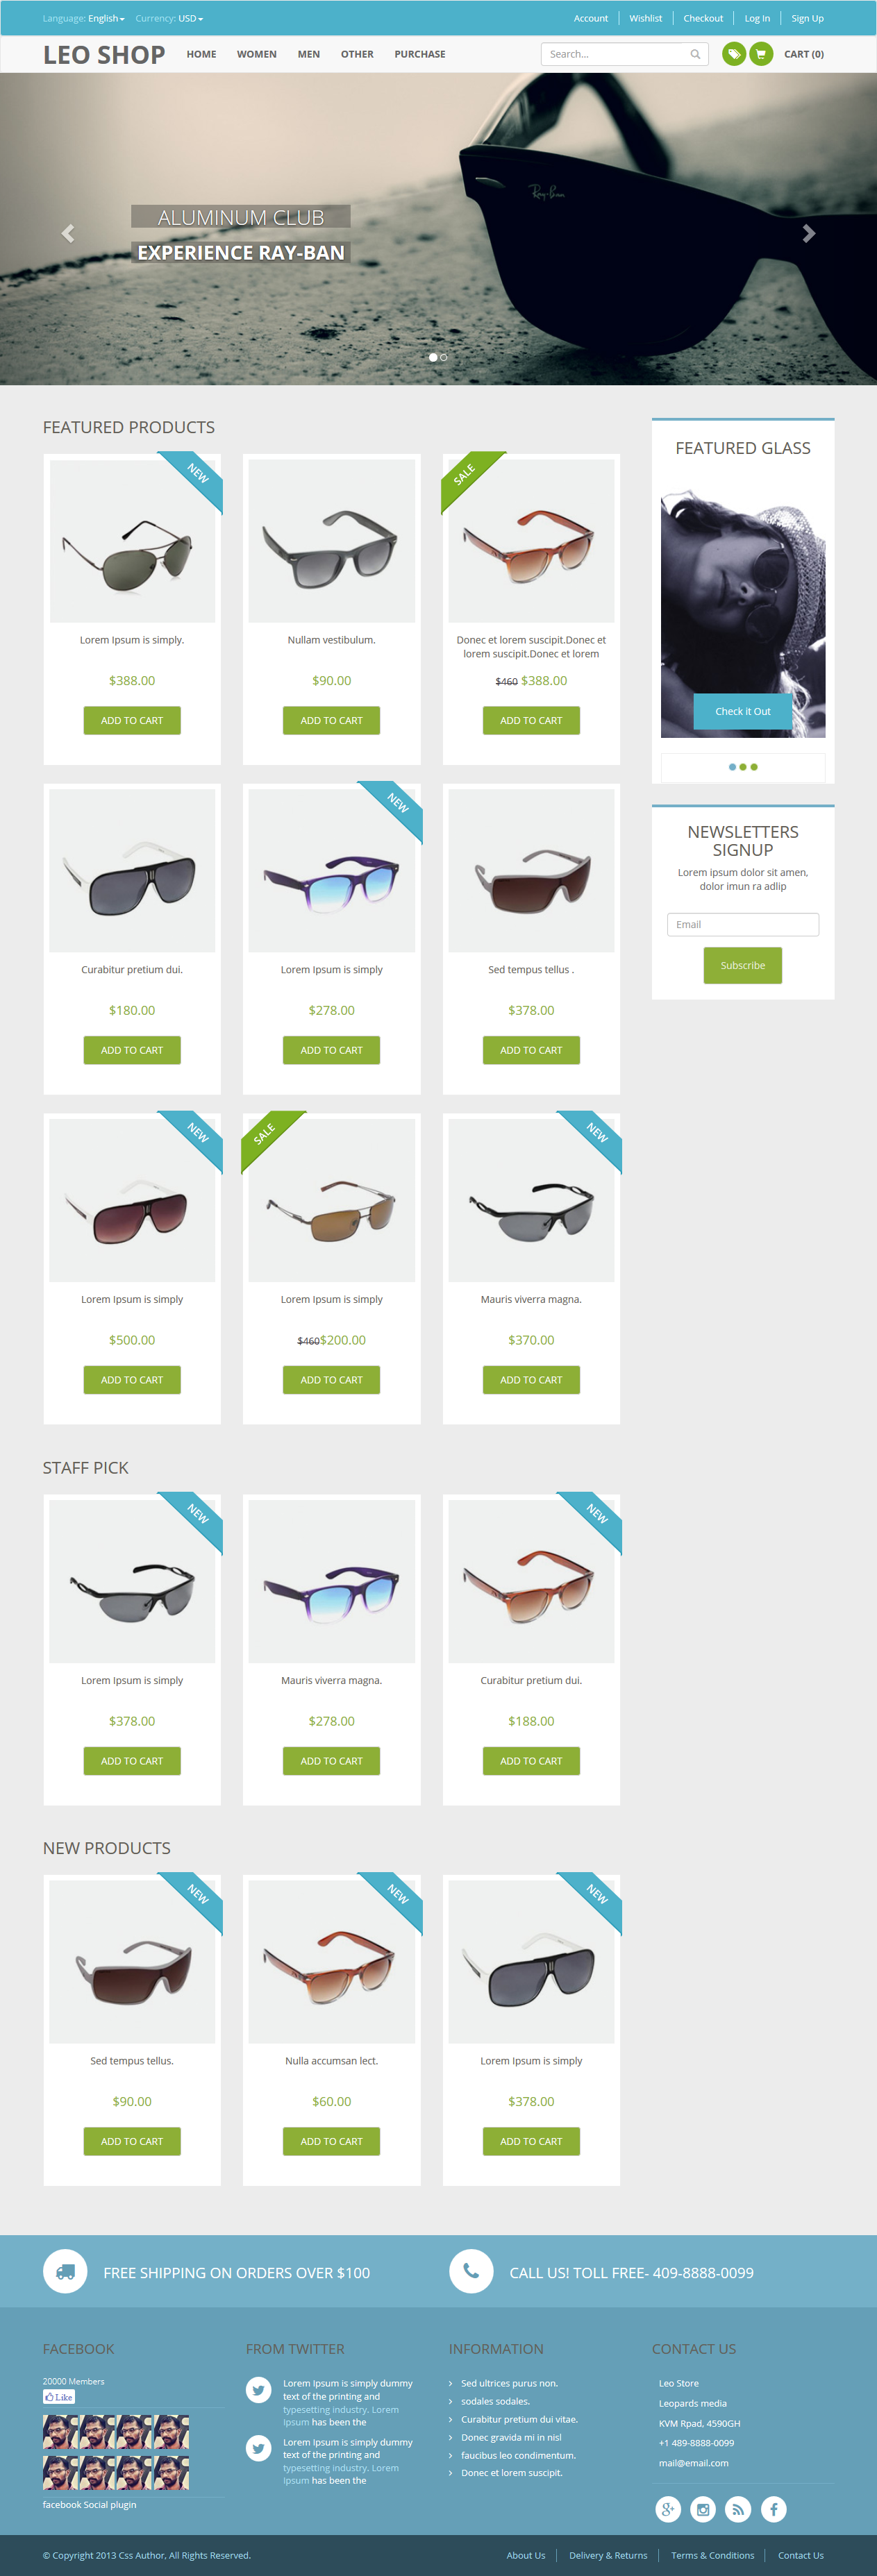 Language: English Currency: USD
Account Wishlist Checkout Log In Sign Up
LEO SHOP HOME WOMEN MEN OTHER PURCHASE Search... CART (0)
Ray-Ban
ALUMINUM CLUB
EXPERIENCE RAY-BAN
FEATURED PRODUCTS
NEW
SALE
Lorem Ipsum is simply.
$388.00
ADD TO CART
Nullam vestibulum.
$90.00
ADD TO CART
Donec et lorem suscipit.Donec et
lorem suscipit.Donec et lorem
$460 $388.00
ADD TO CART
NEW
Curabitur pretium dui.
$180.00
ADD TO CART
Lorem Ipsum is simply
$278.00
ADD TO CART
Sed tempus tellus .
$378.00
ADD TO CART
NEW
SALE
NEW
Lorem Ipsum is simply
$500.00
ADD TO CART
Lorem Ipsum is simply
$460$200.00
ADD TO CART
Mauris viverra magna.
$370.00
ADD TO CART
FEATURED GLASS
Check it Out
NEWSLETTERS
SIGNUP
Lorem ipsum dolor sit amen,
dolor imun ra adlip
Email
Subscribe
STAFF PICK
NEW
NEW
Lorem Ipsum is simply
$378.00
ADD TO CART
Mauris viverra magna.
$278.00
ADD TO CART
Curabitur pretium dui.
$188.00
ADD TO CART
NEW PRODUCTS
NEW
NEW
NEW
Sed tempus tellus.
$90.00
ADD TO CART
Nulla accumsan lect.
$60.00
ADD TO CART
Lorem Ipsum is simply
$378.00
ADD TO CART
FREE SHIPPING ON ORDERS OVER $100
CALL US! TOLL FREE- 409-8888-0099
FACEBOOK
20000 Members
Like
facebook Social plugin
FROM TWITTER
Lorem Ipsum is simply dummy
text of the printing and
typesetting industry. Lorem
Ipsum has been the
Lorem Ipsum is simply dummy
text of the printing and
typesetting industry. Lorem
Ipsum has been the
INFORMATION
Sed ultrices purus non.
sodales sodales.
Curabitur pretium dui vitae.
Donec gravida mi in nisl
faucibus leo condimentum.
Donec et lorem suscipit.
CONTACT US
Leo Store
Leopards media
KVM Rpad, 4590GH
+1 489-8888-0099
mail@email.com
g+
© Copyright 2013 Css Author, All Rights Reserved.
About Us Delivery & Returns Terms & Conditions Contact Us